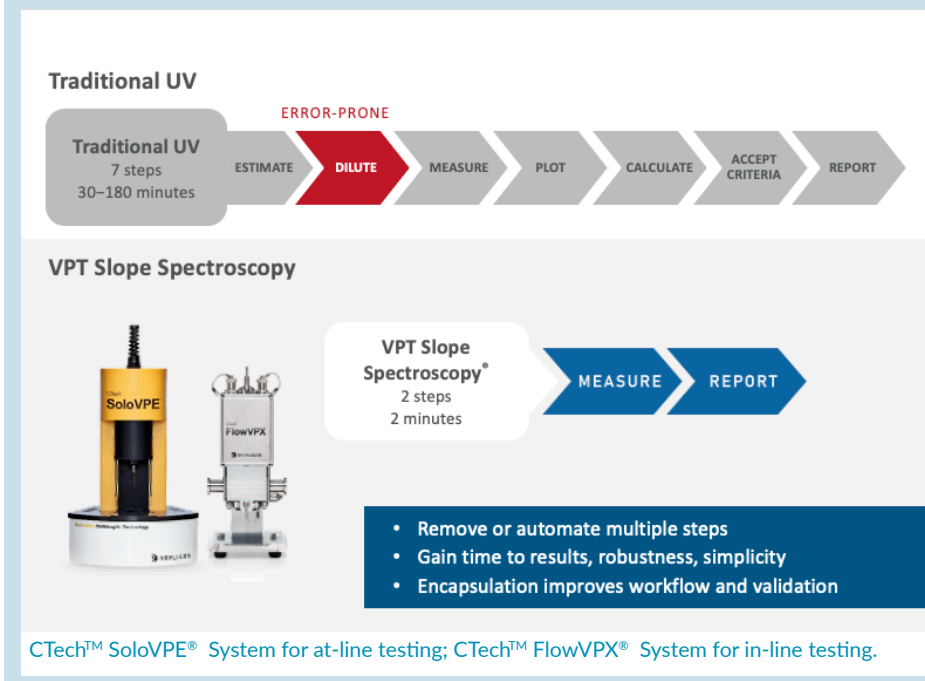 Traditional UV
ERROR-PRONE
Traditional UV
7 steps
30–180 minutes
ESTIMATE
DILUTE
MEASURE
PLOT
CALCULATE
ACCEPT
CRITERIA
REPORT
VPT Slope Spectroscopy
VPT Slope
Spectroscopy®
2 steps
2 minutes
MEASURE
REPORT
CTech
SoloVPE
FlowVPX
REPLIGEN
REPLIGEN
• Remove or automate multiple steps
• Gain time to results, robustness, simplicity
• Encapsulation improves workflow and validation
CTech™ SoloVPE® System for at-line testing; CTech™ FlowVPX® System for in-line testing.